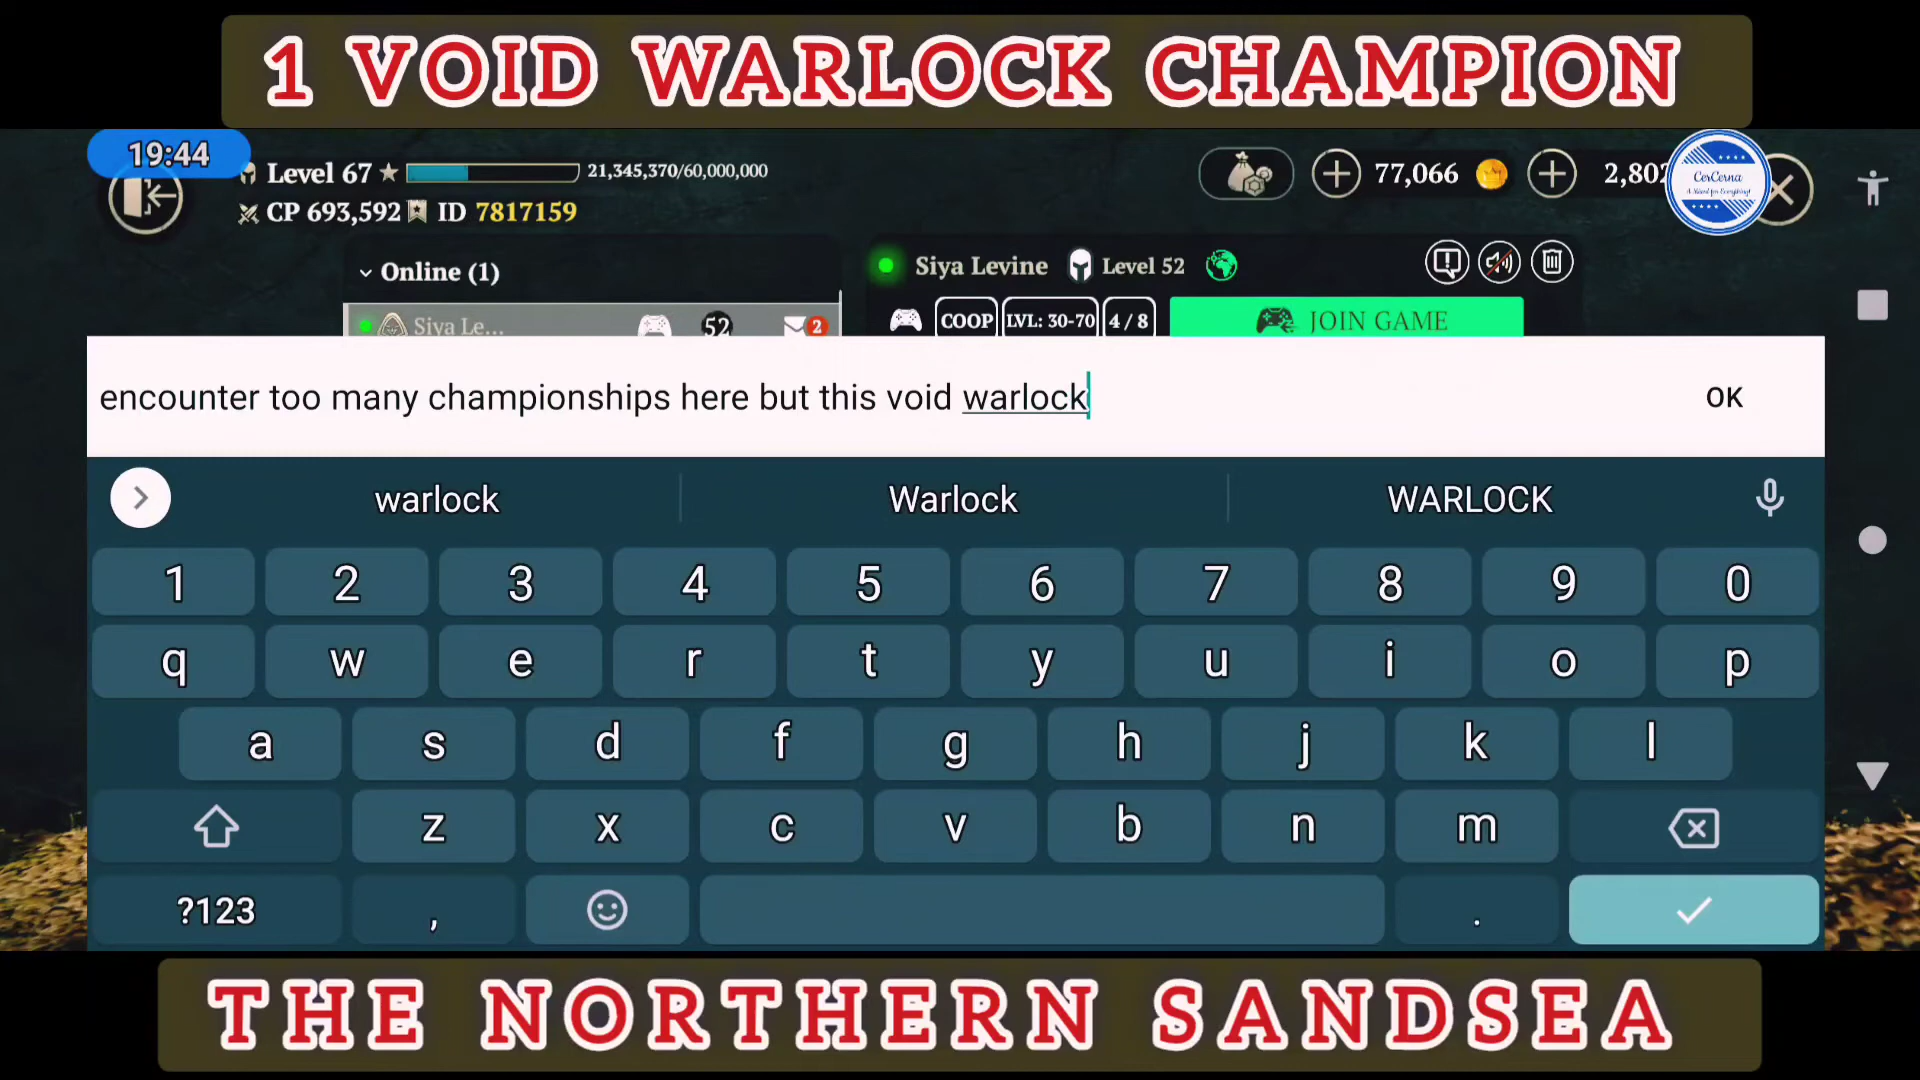 1 VOID WARLOCK CHAMPION
19:44
Level 67 21,345,370/60,000,000
77,066
2,802
CerCerna
CP 693,592 ID 7817159
Online (1)
Siya Levine Level 52
Siya Le... 52 2
COOP LVL: 30-70 4 / 8 JOIN GAME
encounter too many championships here but this void warlock OK
warlock Warlock WARLOCK
1 2 3 4 5 6 7 8 9 0
q w e r t y u i o p
a s d f g h j k l
z x c v b n m
?123 , .
THE NORTHERN SANDSEA